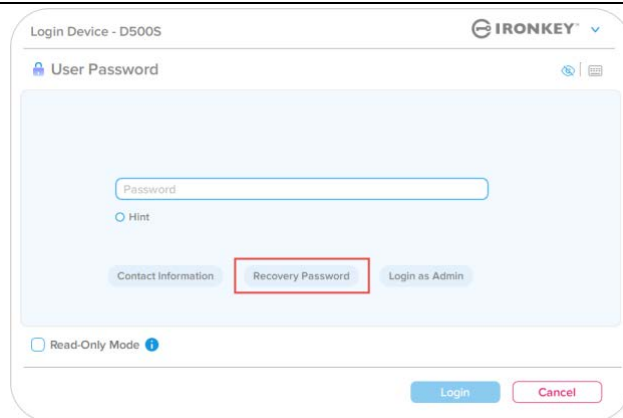 Login Device - D500S
IRONKEY
User Password
Password
Hint
Contact Information Recovery Password Login as Admin
Read-Only Mode i
Login Cancel